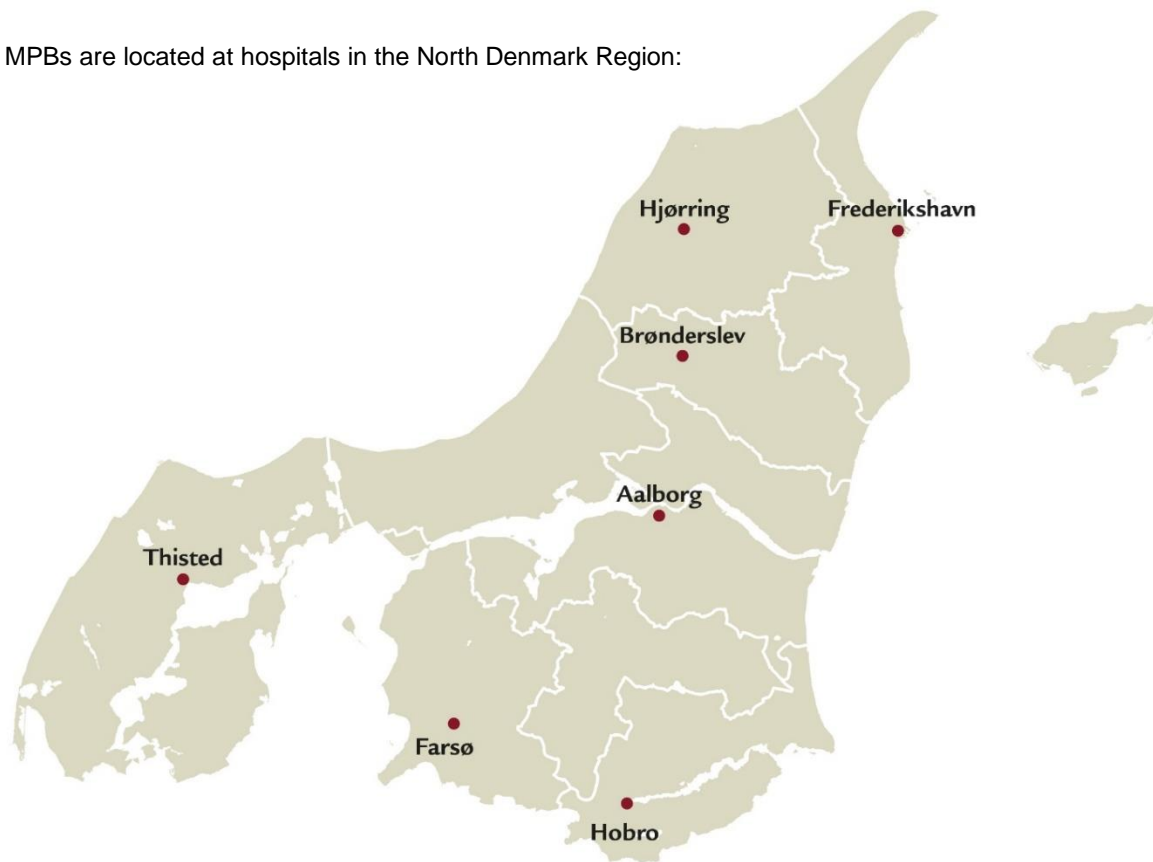 MPBs are located at hospitals in the North Denmark Region:
Hjørring
Frederikshavn
Brønderslev
Aalborg
Thisted
Farsø
Hobro